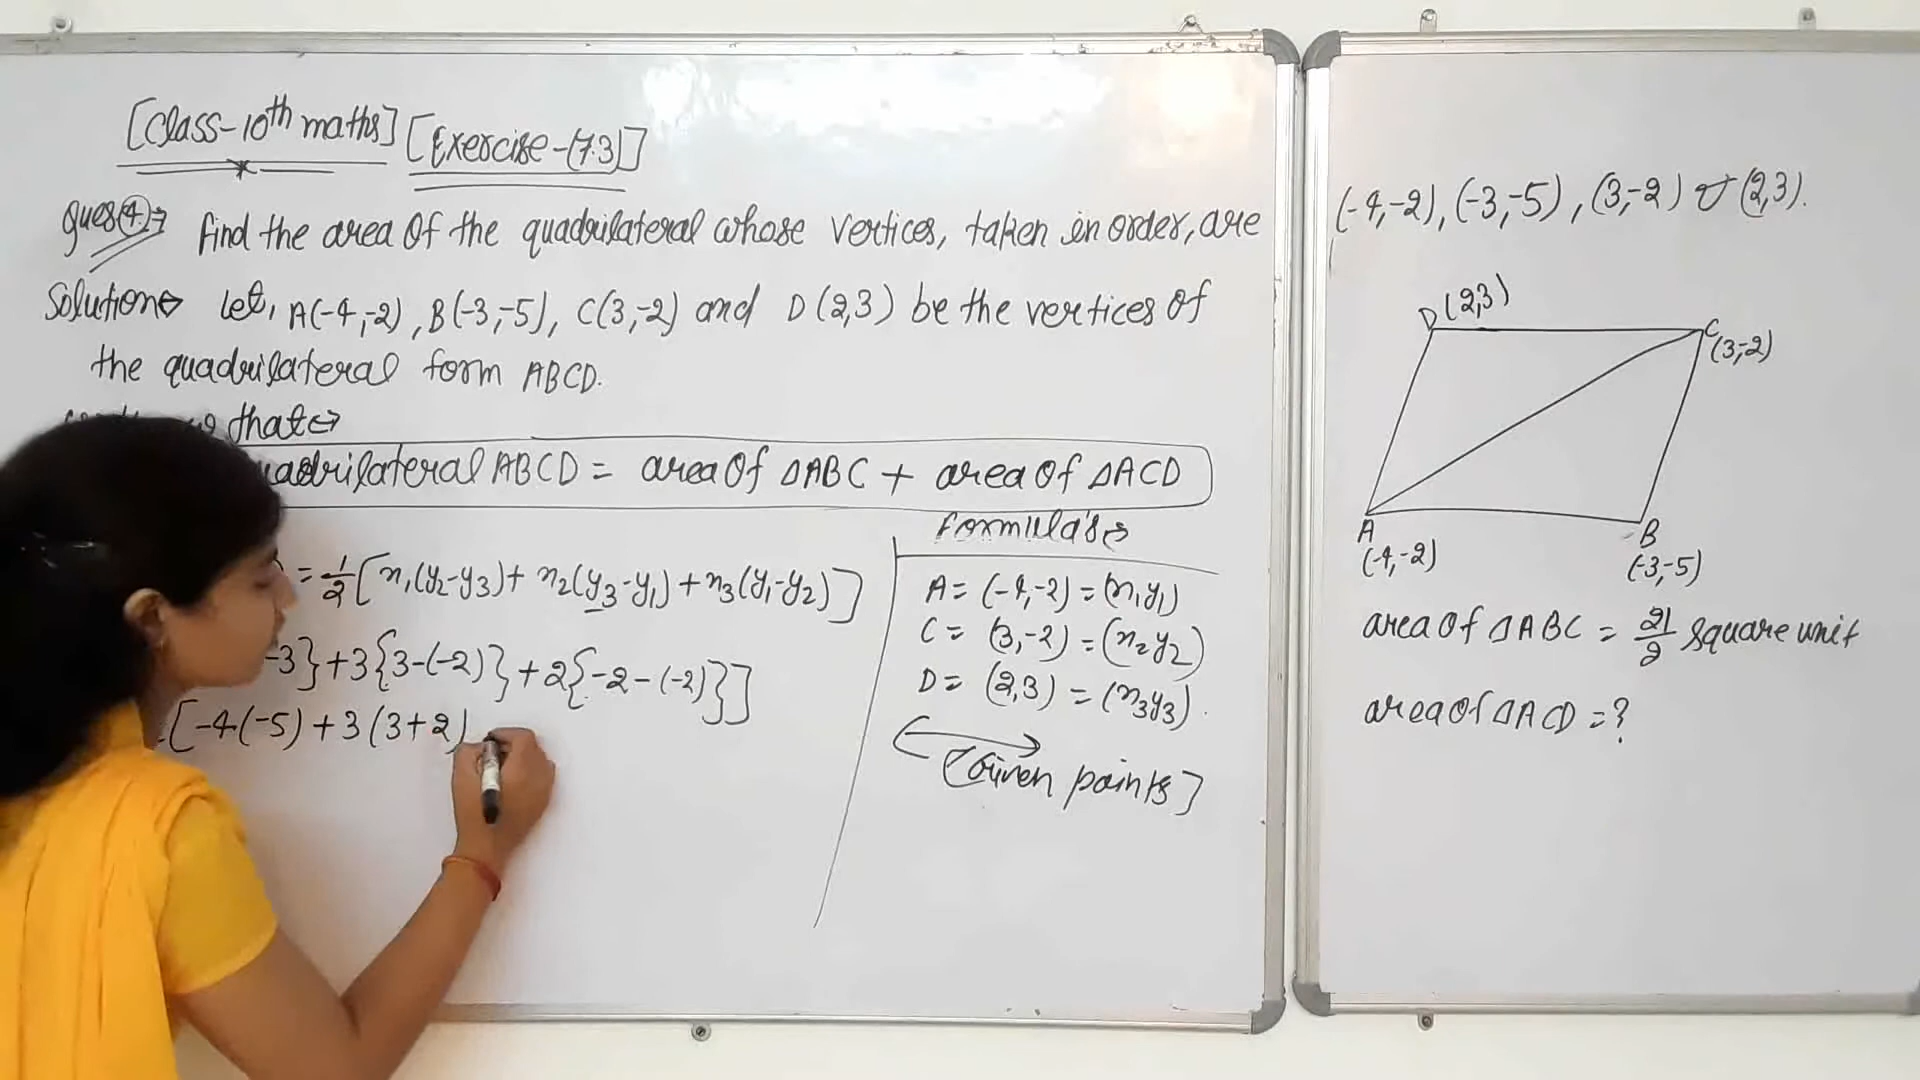 [Class-10th maths] [Exercise-(7.3)]
Ques(4)⇒ find the area of the quadrilateral whose vertices, taken in order, are
Solution⇒ Let, A(-4,-2), B(-3,-5), C(3,-2) and D(2,3) be the vertices of
the quadrilateral form ABCD.
that⇒
quadrilateral ABCD = area of ΔABC + area of ΔACD
= 1/2 [x1(y2-y3) + x2(y3-y1) + x3(y1-y2)]
-3} + 3{3-(-2)} + 2{-2-(-2)}]
[-4(-5) + 3(3+2)
Formula's⇒
A = (-4,-2) = (x1y1)
C = (3,-2) = (x2y2)
D = (2,3) = (x3y3).
[Given points]
(-4,-2), (-3,-5), (3,-2) & (2,3).
D (2,3)
C
(3,-2)
A
(-4,-2)
B
(-3,-5)
area of ΔABC = 21/2 square unit
area of ΔACD = ?